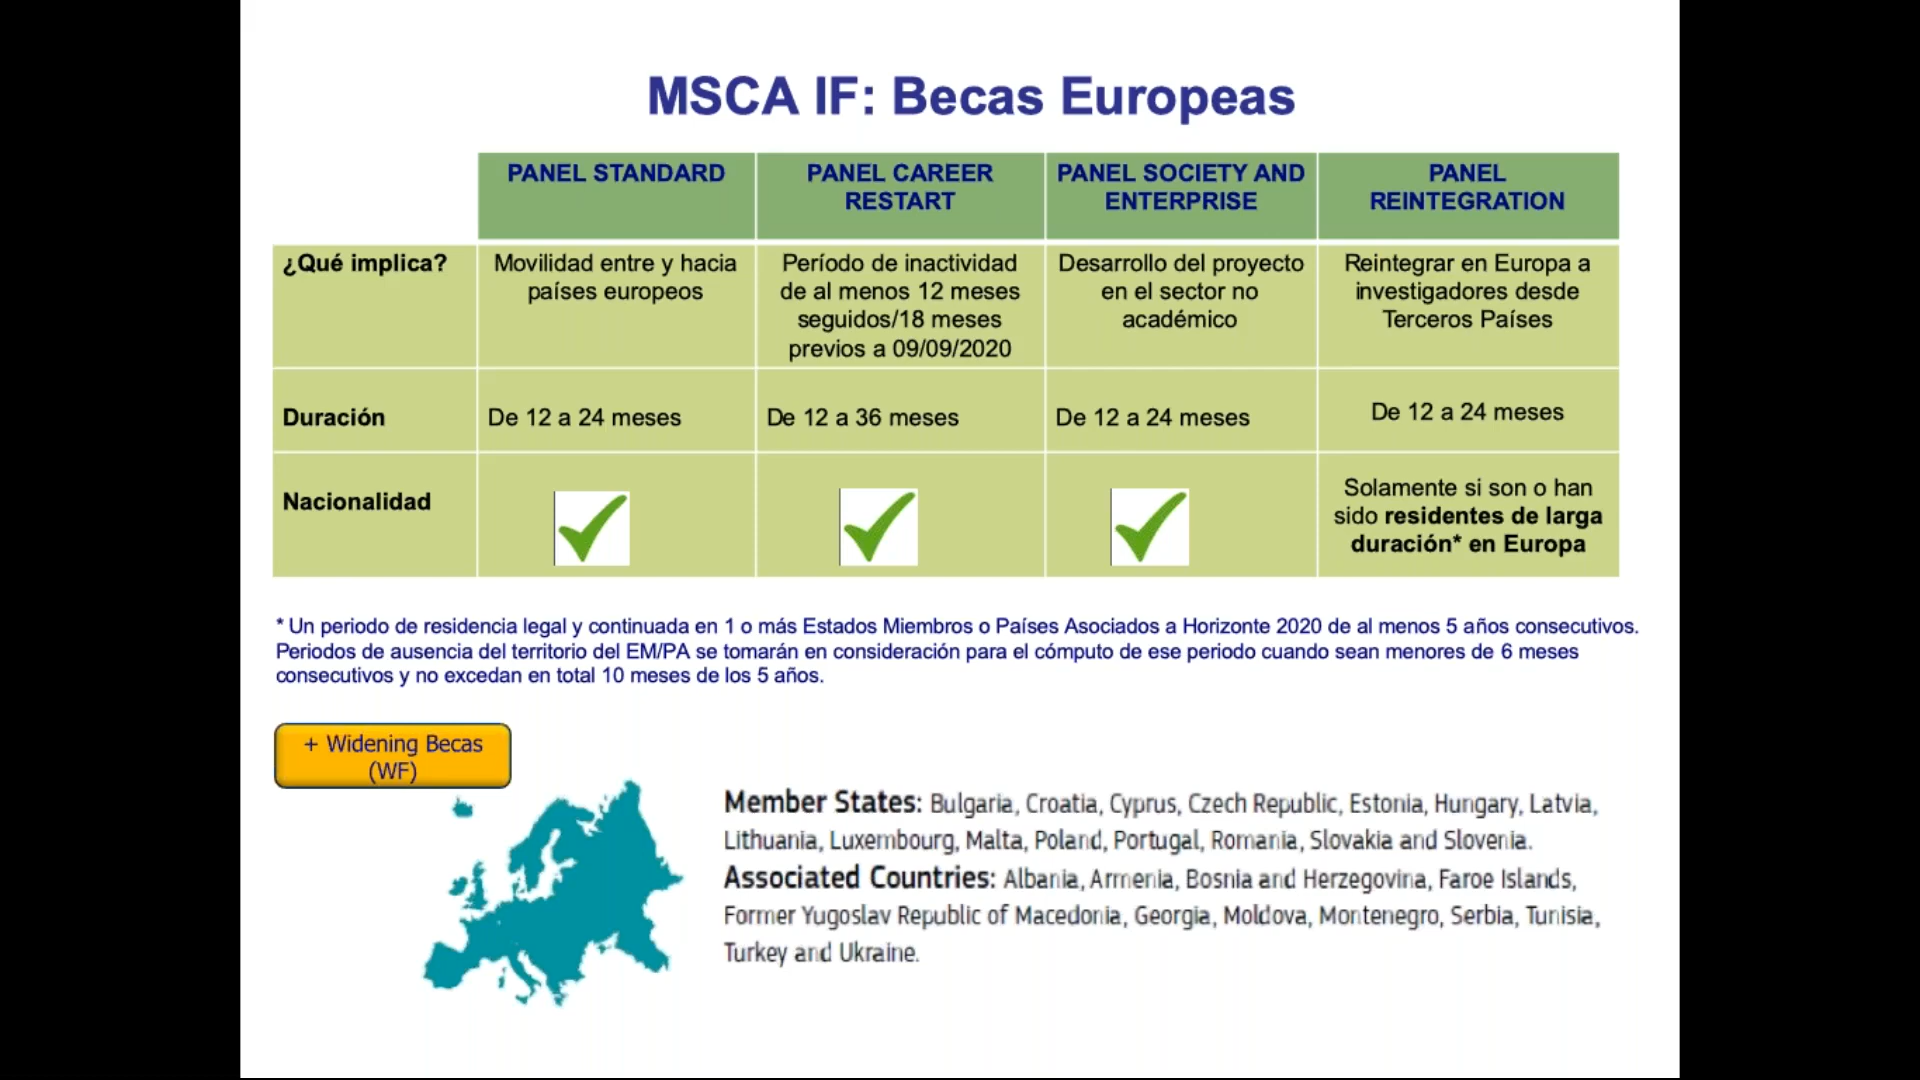 MSCA IF: Becas Europeas
PANEL STANDARD
PANEL CAREER
RESTART
PANEL SOCIETY AND
ENTERPRISE
PANEL
REINTEGRATION
¿Qué implica?
Movilidad entre y hacia
países europeos
Período de inactividad
de al menos 12 meses
seguidos/18 meses
previos a 09/09/2020
Desarrollo del proyecto
en el sector no
académico
Reintegrar en Europa a
investigadores desde
Terceros Países
Duración
De 12 a 24 meses
De 12 a 36 meses
De 12 a 24 meses
De 12 a 24 meses
Nacionalidad
Solamente si son o han
sido residentes de larga
duración* en Europa
* Un periodo de residencia legal y continuada en 1 o más Estados Miembros o Países Asociados a Horizonte 2020 de al menos 5 años consecutivos.
Periodos de ausencia del territorio del EM/PA se tomarán en consideración para el cómputo de ese periodo cuando sean menores de 6 meses
consecutivos y no excedan en total 10 meses de los 5 años.
+ Widening Becas
(WF)
Member States: Bulgaria, Croatia, Cyprus, Czech Republic, Estonia, Hungary, Latvia,
Lithuania, Luxembourg, Malta, Poland, Portugal, Romania, Slovakia and Slovenia.
Associated Countries: Albania, Armenia, Bosnia and Herzegovina, Faroe Islands,
Former Yugoslav Republic of Macedonia, Georgia, Moldova, Montenegro, Serbia, Tunisia,
Turkey and Ukraine.